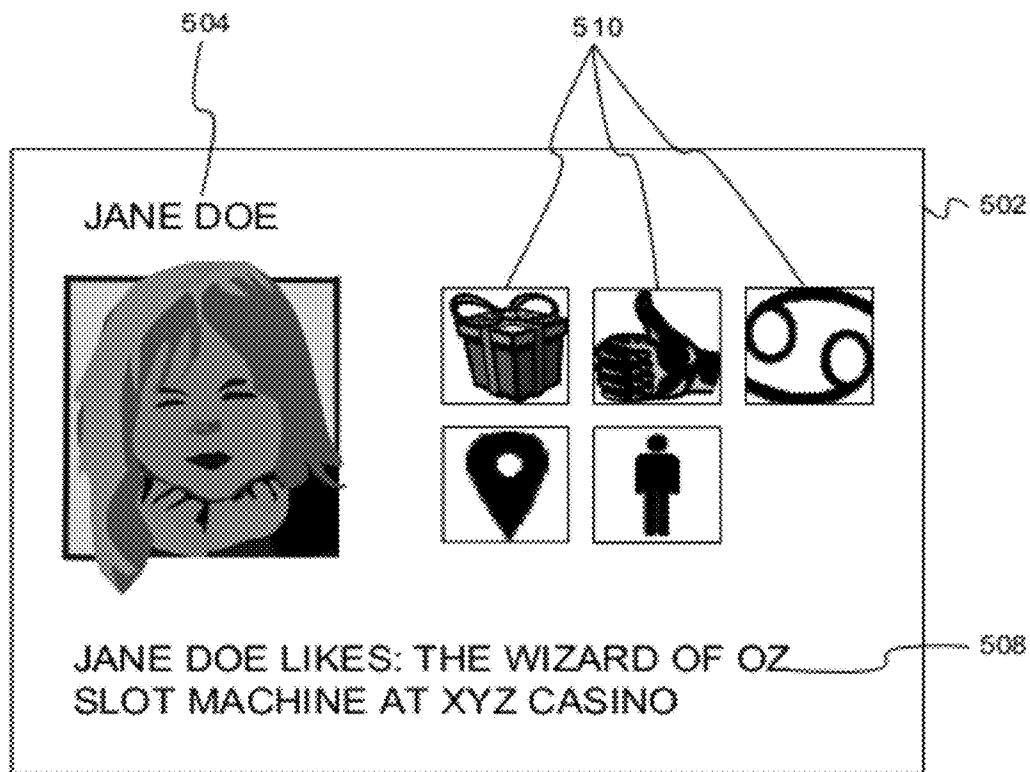 504
510
502
JANE DOE
JANE DOE LIKES: THE WIZARD OF OZ
508
SLOT MACHINE AT XYZ CASINO